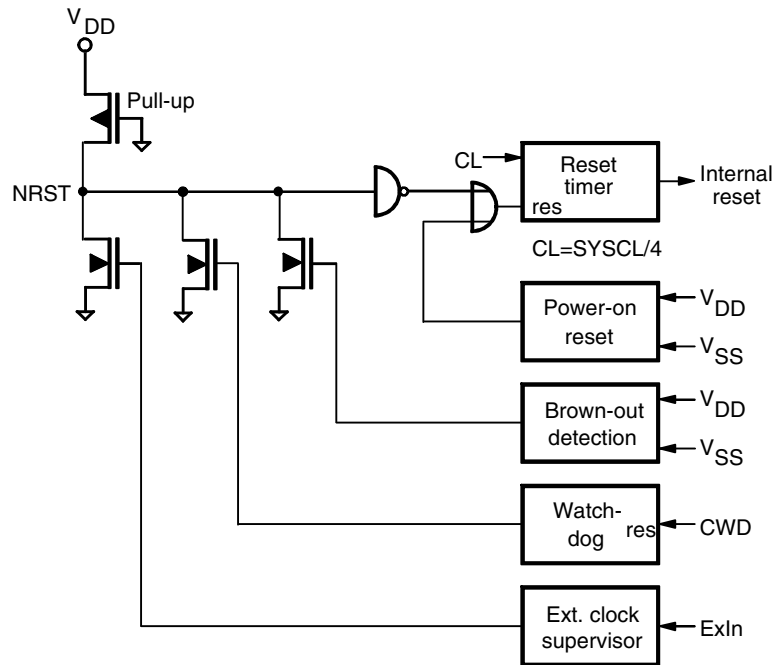 VDD
Pull-up
NRST
CL
Reset
timer
res
Internal
reset
CL=SYSCL/4
Power-on
reset
VDD
VSS
Brown-out
detection
VDD
VSS
Watch-
dog
res
CWD
Ext. clock
supervisor
ExIn